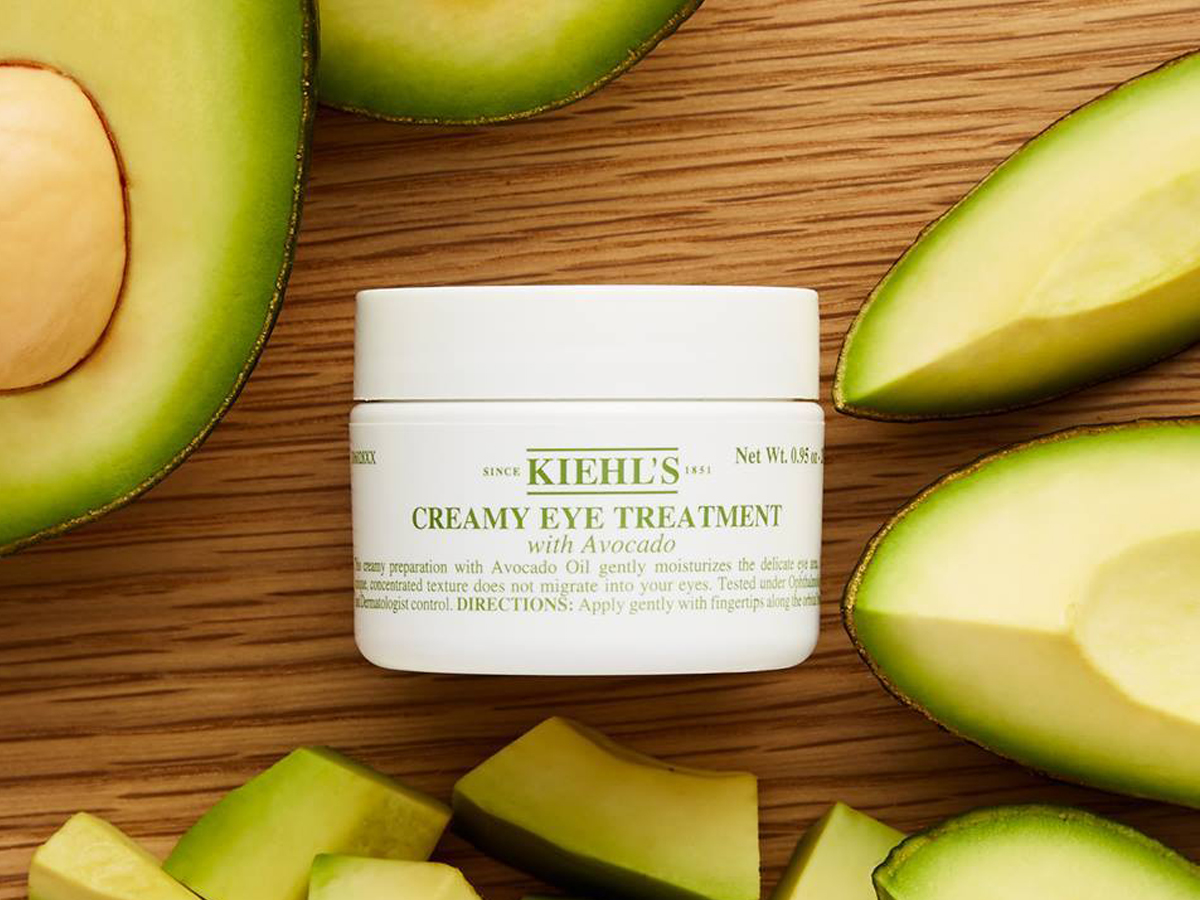 SINCE KIEHL'S 1851
Net Wt. 0.95 oz
CREAMY EYE TREATMENT
with Avocado
creamy preparation with Avocado Oil gently moisturizes the delicate eye
concentrated texture does not migrate into your eyes. Tested under
Dermatologist control. DIRECTIONS: Apply gently with fingertips along the